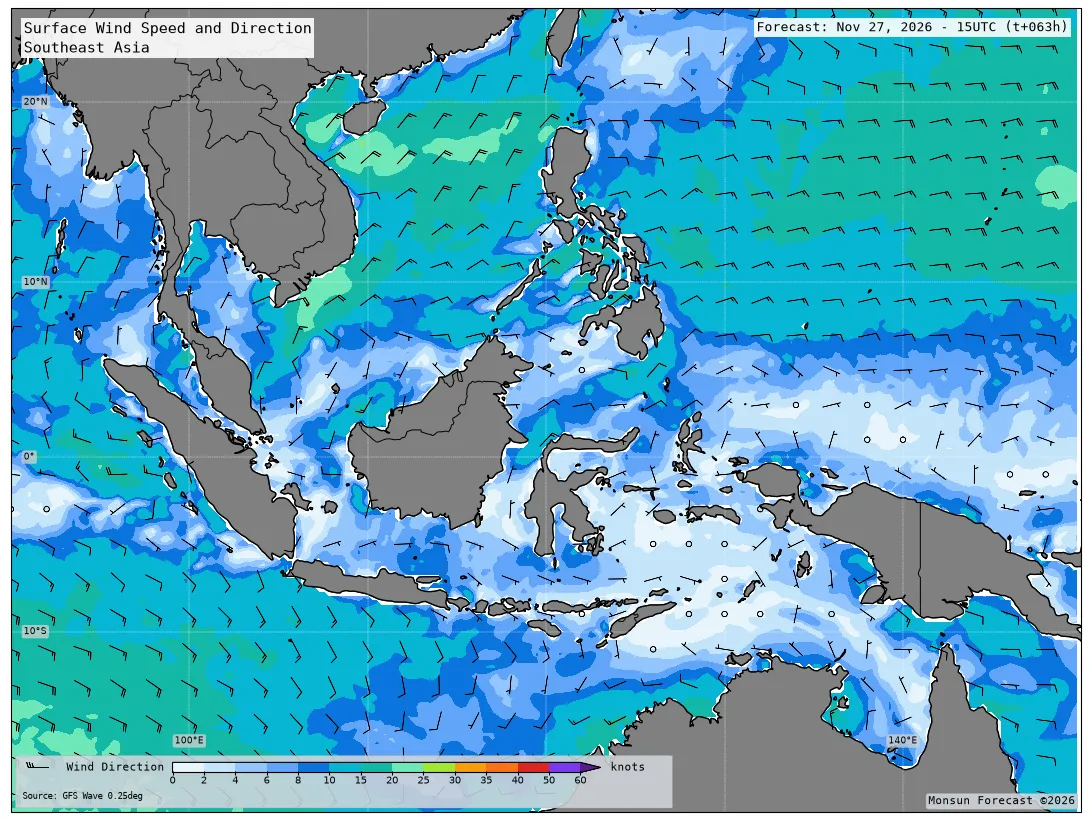 Surface Wind Speed and Direction
Southeast Asia
Forecast: Nov 27, 2026 - 15UTC (t+063h)
20°N
10°N
0°
10°S
100°E
140°E
Wind Direction
0 2 4 6 8 10 15 20 25 30 35 40 50 60
knots
Source: GFS Wave 0.25deg
Monsun Forecast ©2026